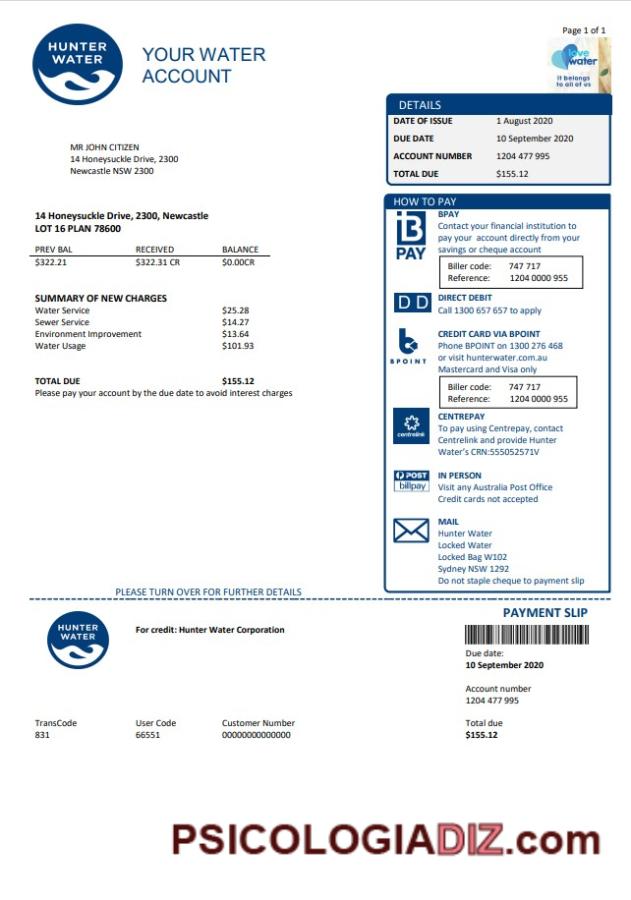 Page 1 of 1
HUNTER
WATER
YOUR WATER
ACCOUNT
love
water
it belongs
to all of us
DETAILS
DATE OF ISSUE 1 August 2020
DUE DATE 10 September 2020
ACCOUNT NUMBER 1204 477 995
TOTAL DUE $155.12
MR JOHN CITIZEN
14 Honeysuckle Drive, 2300
Newcastle NSW 2300
14 Honeysuckle Drive, 2300, Newcastle
LOT 16 PLAN 78600
PREV BAL RECEIVED BALANCE
$322.21 $322.31 CR $0.00CR
SUMMARY OF NEW CHARGES
Water Service $25.28
Sewer Service $14.27
Environment Improvement $13.64
Water Usage $101.93
TOTAL DUE $155.12
Please pay your account by the due date to avoid interest charges
HOW TO PAY
B
PAY
BPAY
Contact your financial institution to
pay your account directly from your
savings or cheque account
Biller code: 747 717
Reference: 1204 0000 955
D D
DIRECT DEBIT
Call 1300 657 657 to apply
b
BPOINT
CREDIT CARD VIA BPOINT
Phone BPOINT on 1300 276 468
or visit hunterwater.com.au
Mastercard and Visa only
Biller code: 747 717
Reference: 1204 0000 955
centrelink
CENTREPAY
To pay using Centrepay, contact
Centrelink and provide Hunter
Water's CRN:555052571V
POST
billpay
IN PERSON
Visit any Australia Post Office
Credit cards not accepted
MAIL
Hunter Water
Locked Water
Locked Bag W102
Sydney NSW 1292
Do not staple cheque to payment slip
PLEASE TURN OVER FOR FURTHER DETAILS
HUNTER
WATER
For credit: Hunter Water Corporation
PAYMENT SLIP
Due date:
10 September 2020
Account number
1204 477 995
TransCode User Code Customer Number Total due
831 66551 00000000000000 $155.12
PSICOLOGIADIZ.com